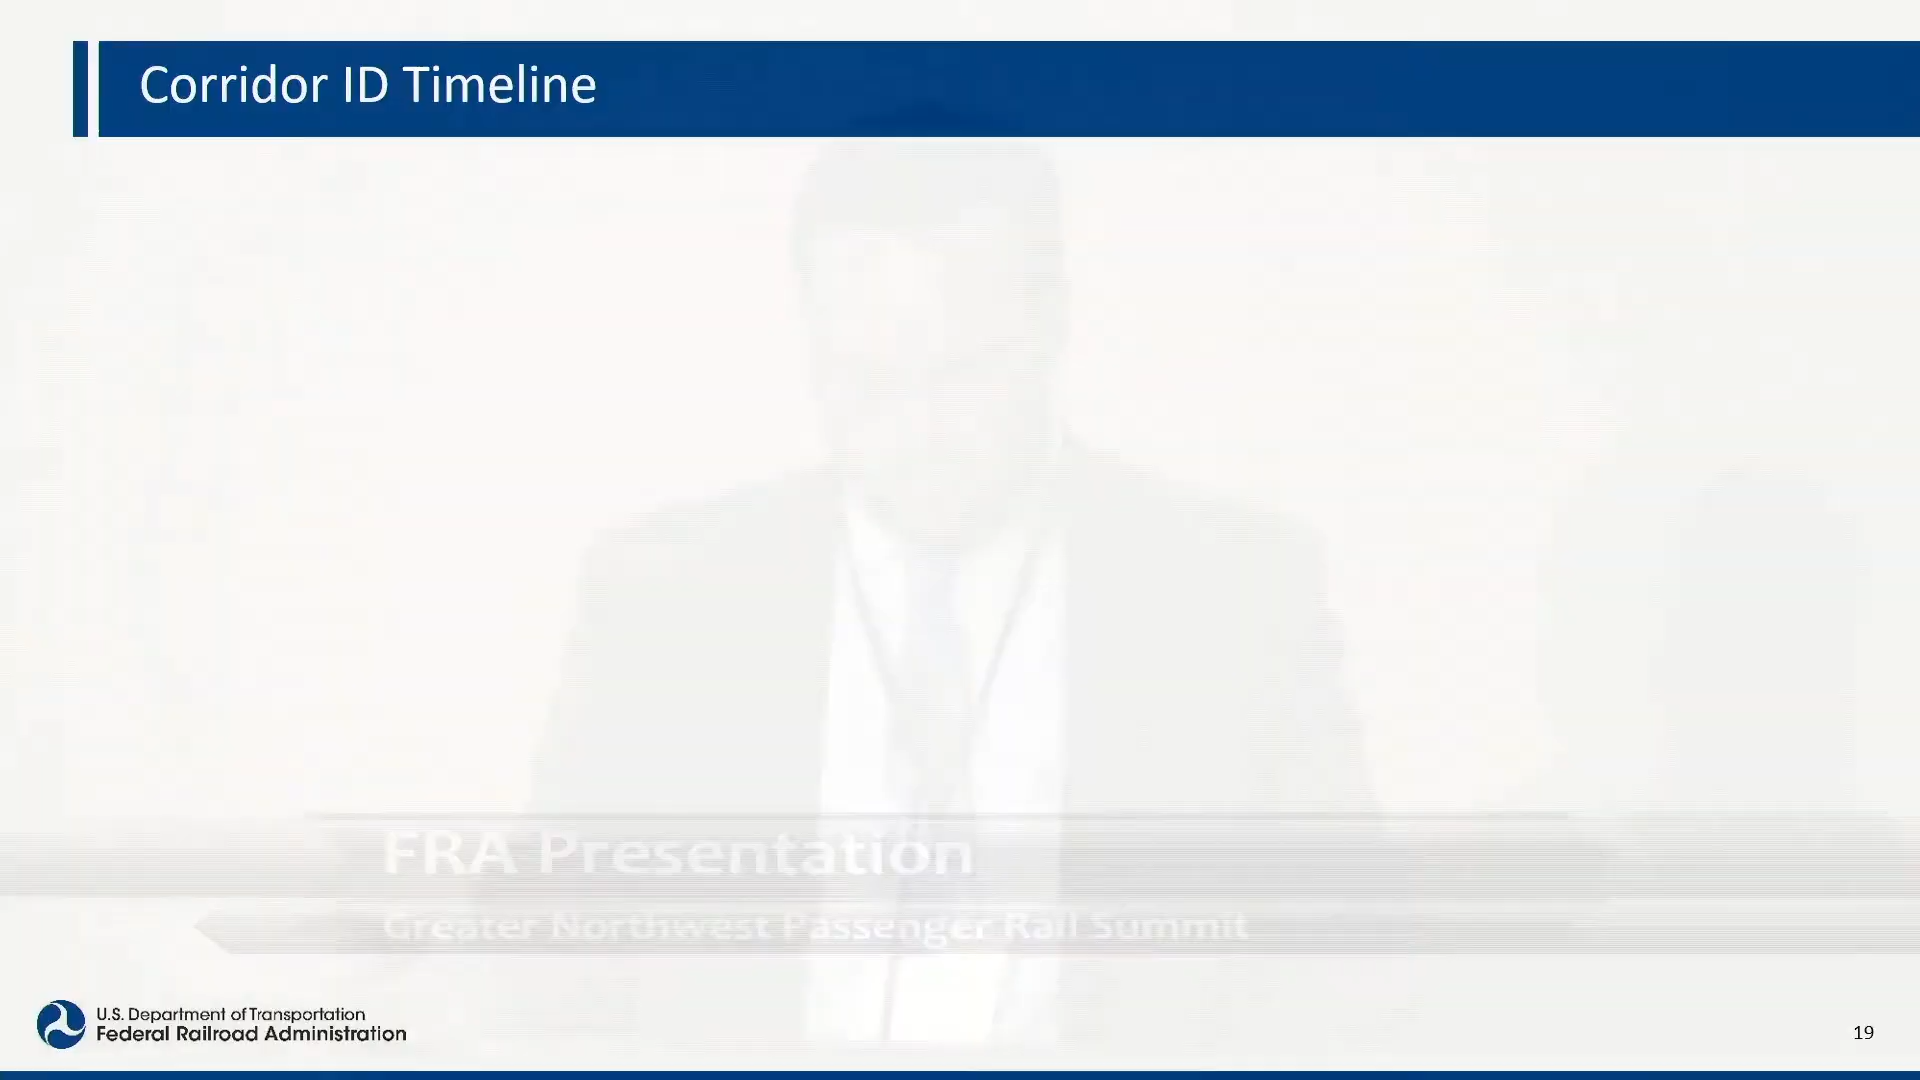 Corridor ID Timeline
FRA Presentation
Greater Northwest Passenger Rail Summit
U.S. Department of Transportation
Federal Railroad Administration
19